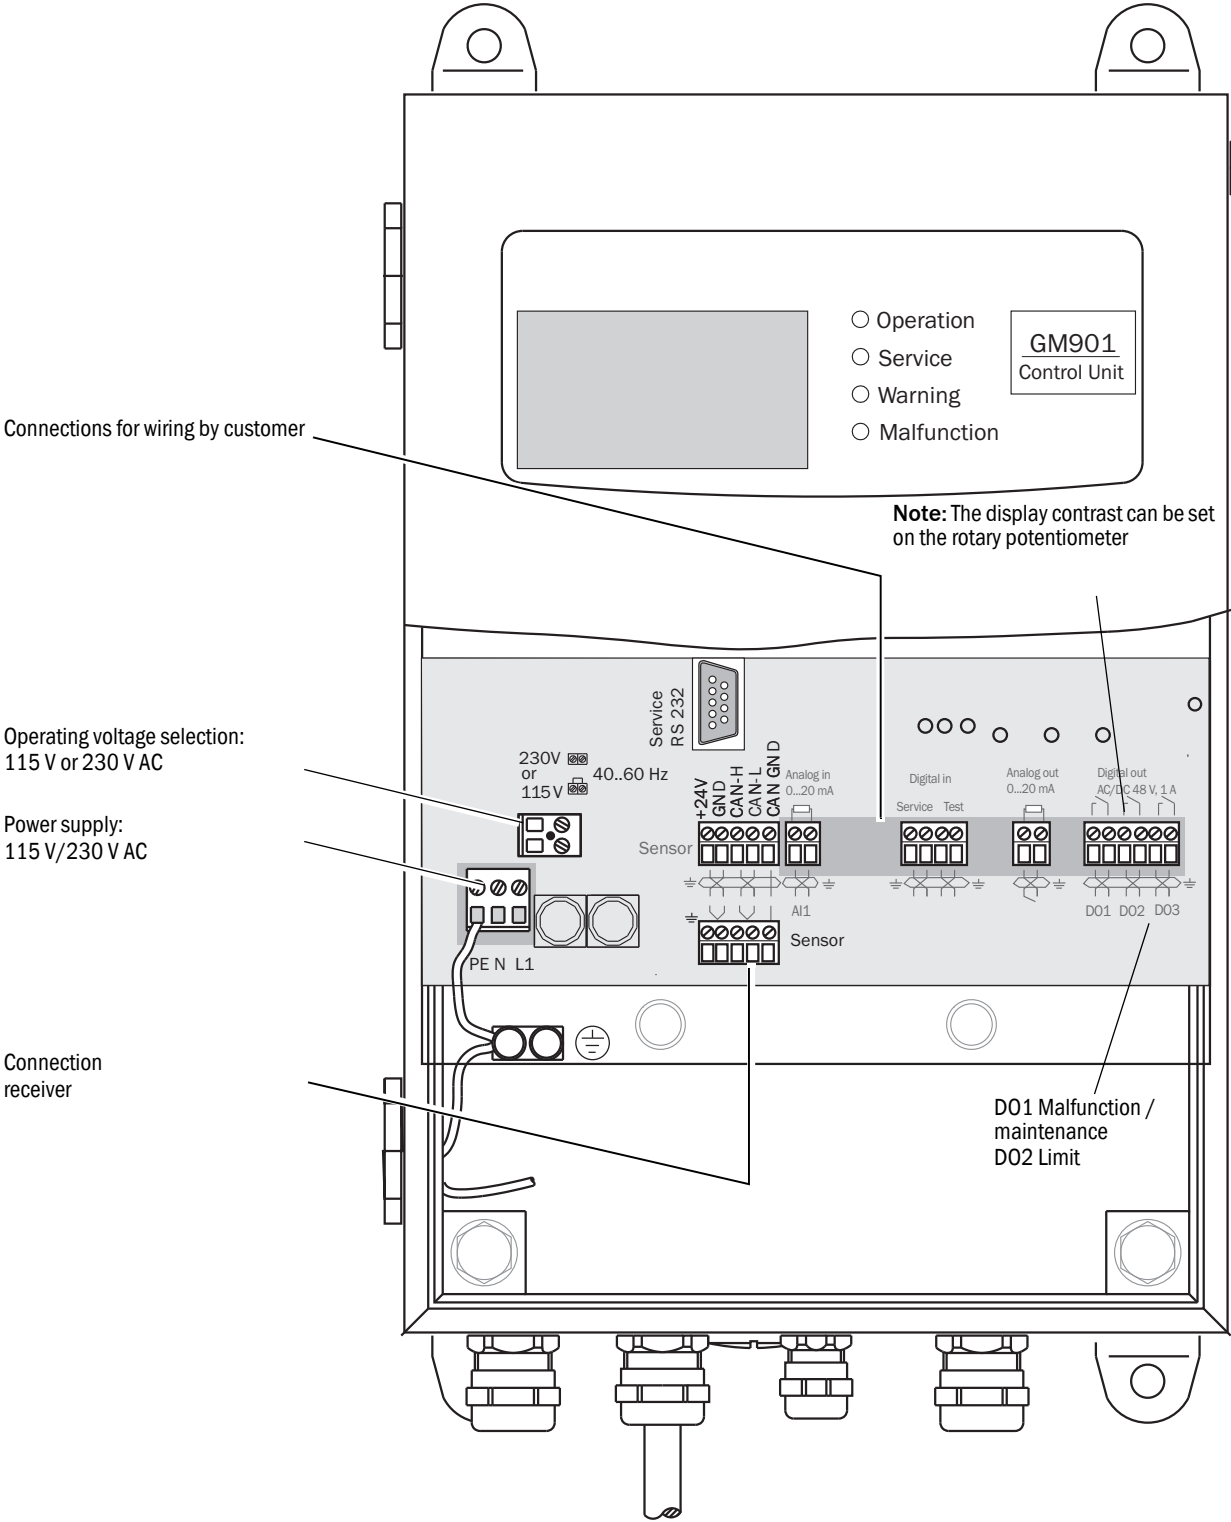 Operation
Service
Warning
Malfunction
GM901
Control Unit
Connections for wiring by customer
Note: The display contrast can be set
on the rotary potentiometer
Service
RS 232
Operating voltage selection:
115 V or 230 V AC
230V
or
115V
40..60 Hz
+24V
GND
CAN-H
CAN-L
CAN GND
Analog in
0...20 mA
Digital in
Service Test
Analog out
0...20 mA
Digital out
AC/DC 48 V, 1 A
Power supply:
115 V/230 V AC
Sensor
AI1
DO1 DO2 DO3
Sensor
PE N L1
Connection
receiver
DO1 Malfunction /
maintenance
DO2 Limit